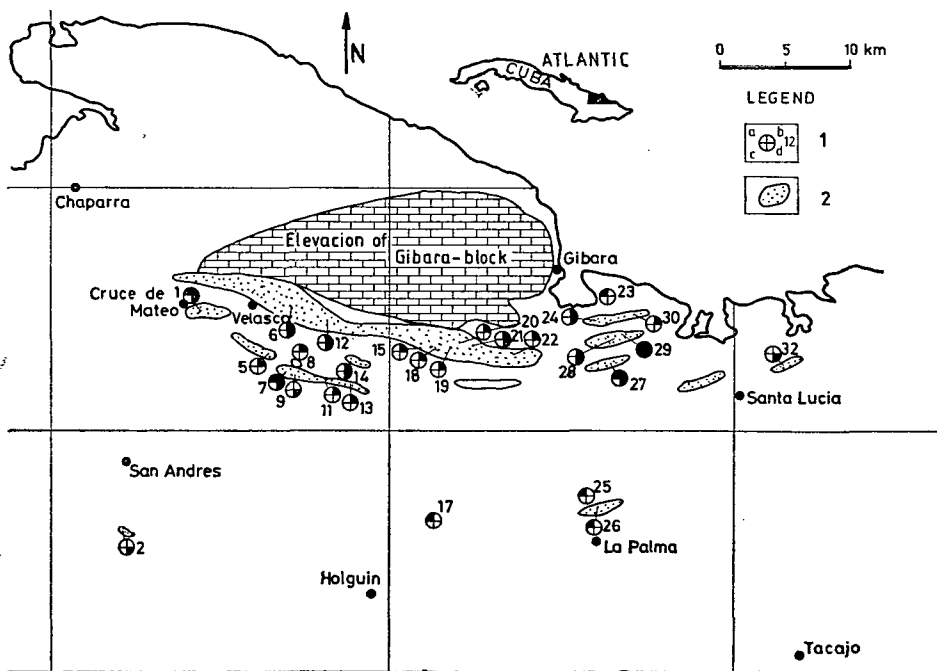 N
ATLANTIC
CUBA
0 5 10 km
LEGEND
a b 12
c d
1
2
Chaparra
Elevacion of
Gibara-block
Gibara
Cruce de
Mateo
1
Velasco
23
24
30
6
12
20
21
22
15
29
32
5
8
18
28
14
19
7
27
9
11
13
Santa Lucia
San Andres
25
17
26
2
La Palma
Holguin
Tacajo